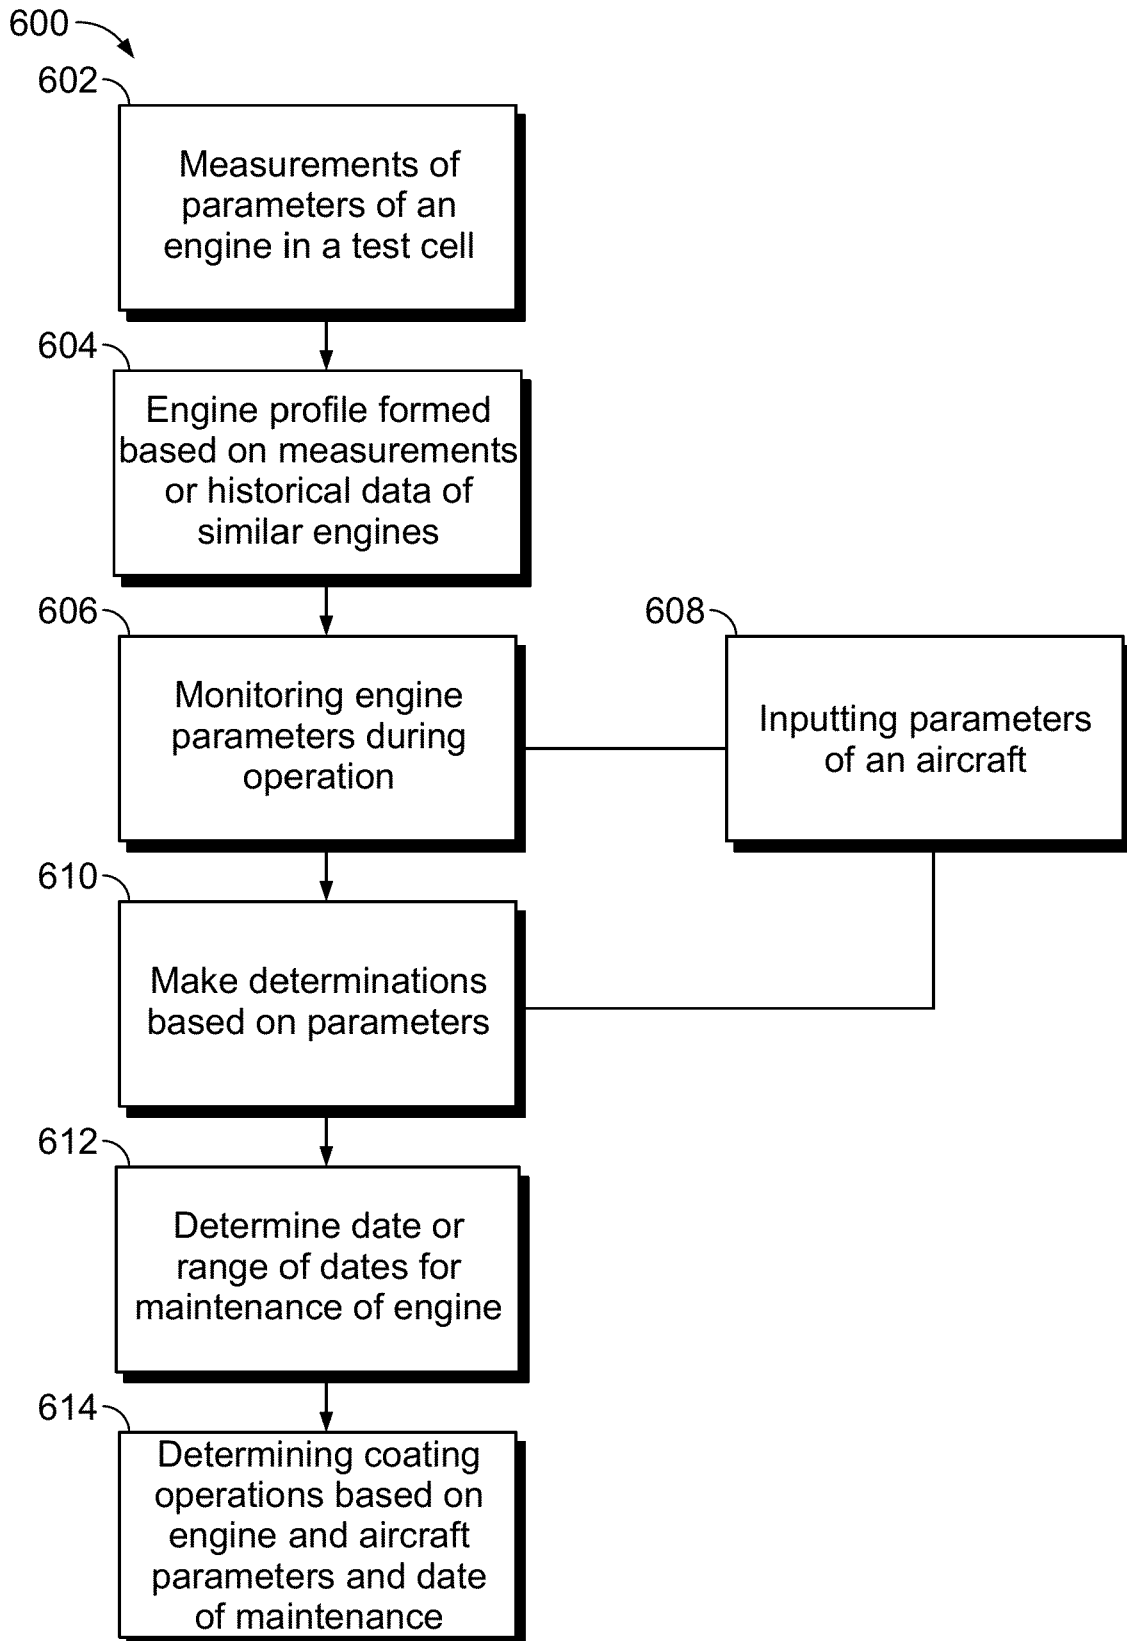 600
602
Measurements of
parameters of an
engine in a test cell
604
Engine profile formed
based on measurements
or historical data of
similar engines
606
Monitoring engine
parameters during
operation
608
Inputting parameters
of an aircraft
610
Make determinations
based on parameters
612
Determine date or
range of dates for
maintenance of engine
614
Determining coating
operations based on
engine and aircraft
parameters and date
of maintenance